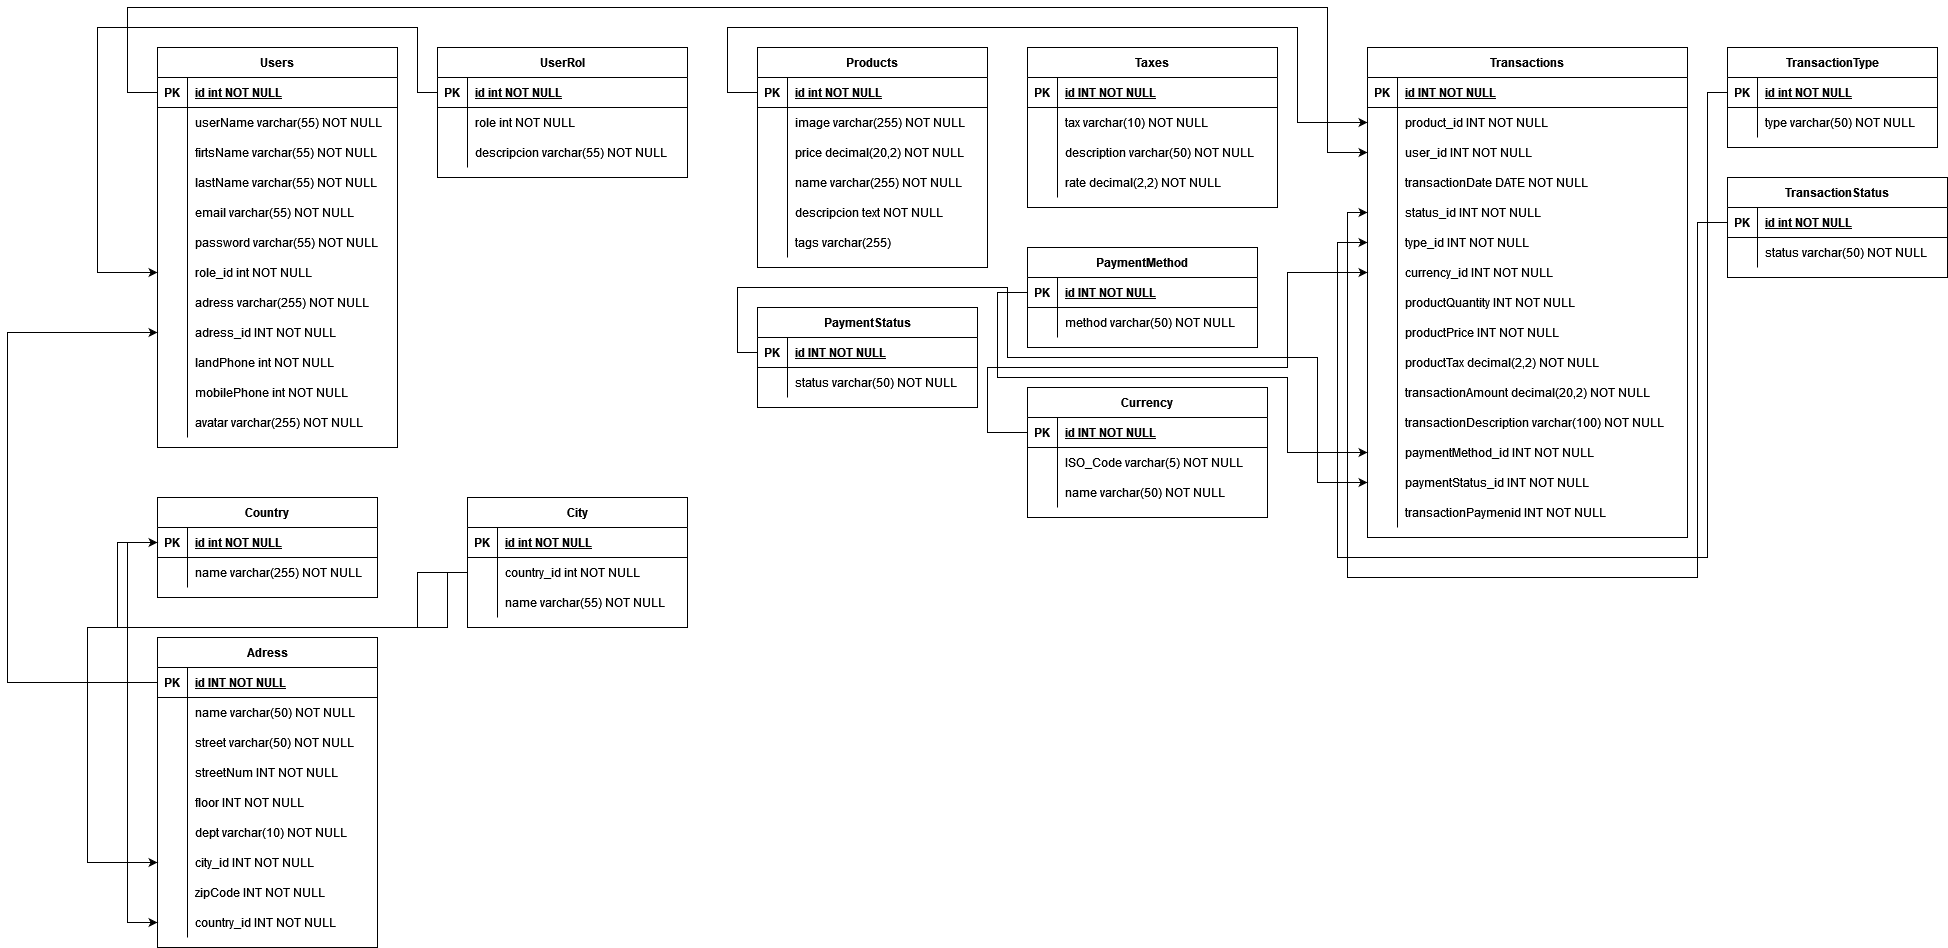 Users
PK id int NOT NULL
userName varchar(55) NOT NULL
firtsName varchar(55) NOT NULL
lastName varchar(55) NOT NULL
email varchar(55) NOT NULL
password varchar(55) NOT NULL
role_id int NOT NULL
adress varchar(255) NOT NULL
adress_id INT NOT NULL
landPhone int NOT NULL
mobilePhone int NOT NULL
avatar varchar(255) NOT NULL
UserRol
PK id int NOT NULL
role int NOT NULL
descripcion varchar(55) NOT NULL
Products
PK id int NOT NULL
image varchar(255) NOT NULL
price decimal(20,2) NOT NULL
name varchar(255) NOT NULL
descripcion text NOT NULL
tags varchar(255)
Taxes
PK id INT NOT NULL
tax varchar(10) NOT NULL
description varchar(50) NOT NULL
rate decimal(2,2) NOT NULL
Transactions
PK id INT NOT NULL
product_id INT NOT NULL
user_id INT NOT NULL
transactionDate DATE NOT NULL
status_id INT NOT NULL
type_id INT NOT NULL
currency_id INT NOT NULL
productQuantity INT NOT NULL
productPrice INT NOT NULL
productTax decimal(2,2) NOT NULL
transactionAmount decimal(20,2) NOT NULL
transactionDescription varchar(100) NOT NULL
paymentMethod_id INT NOT NULL
paymentStatus_id INT NOT NULL
transactionPaymenid INT NOT NULL
TransactionType
PK id int NOT NULL
type varchar(50) NOT NULL
TransactionStatus
PK id int NOT NULL
status varchar(50) NOT NULL
PaymentMethod
PK id INT NOT NULL
method varchar(50) NOT NULL
PaymentStatus
PK id INT NOT NULL
status varchar(50) NOT NULL
Currency
PK id INT NOT NULL
ISO_Code varchar(5) NOT NULL
name varchar(50) NOT NULL
Country
PK id int NOT NULL
name varchar(255) NOT NULL
City
PK id int NOT NULL
country_id int NOT NULL
name varchar(55) NOT NULL
Adress
PK id INT NOT NULL
name varchar(50) NOT NULL
street varchar(50) NOT NULL
streetNum INT NOT NULL
floor INT NOT NULL
dept varchar(10) NOT NULL
city_id INT NOT NULL
zipCode INT NOT NULL
country_id INT NOT NULL